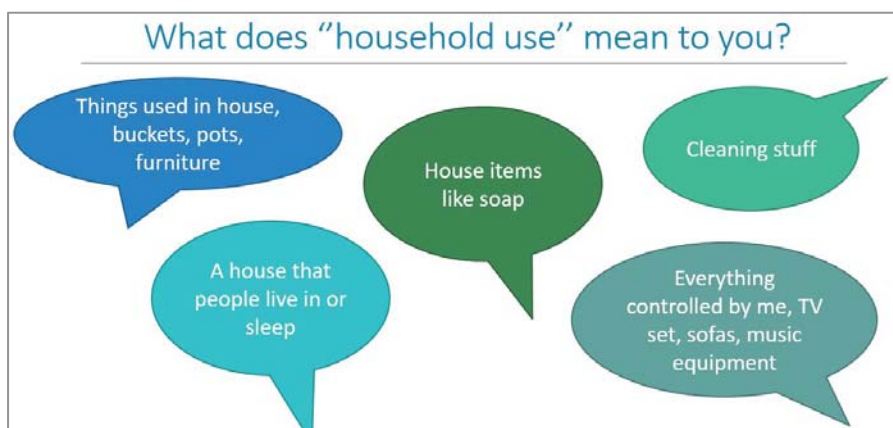 What does “household use” mean to you?
Things used in house,
buckets, pots,
furniture
House items
like soap
Cleaning stuff
A house that
people live in or
sleep
Everything
controlled by me, TV
set, sofas, music
equipment